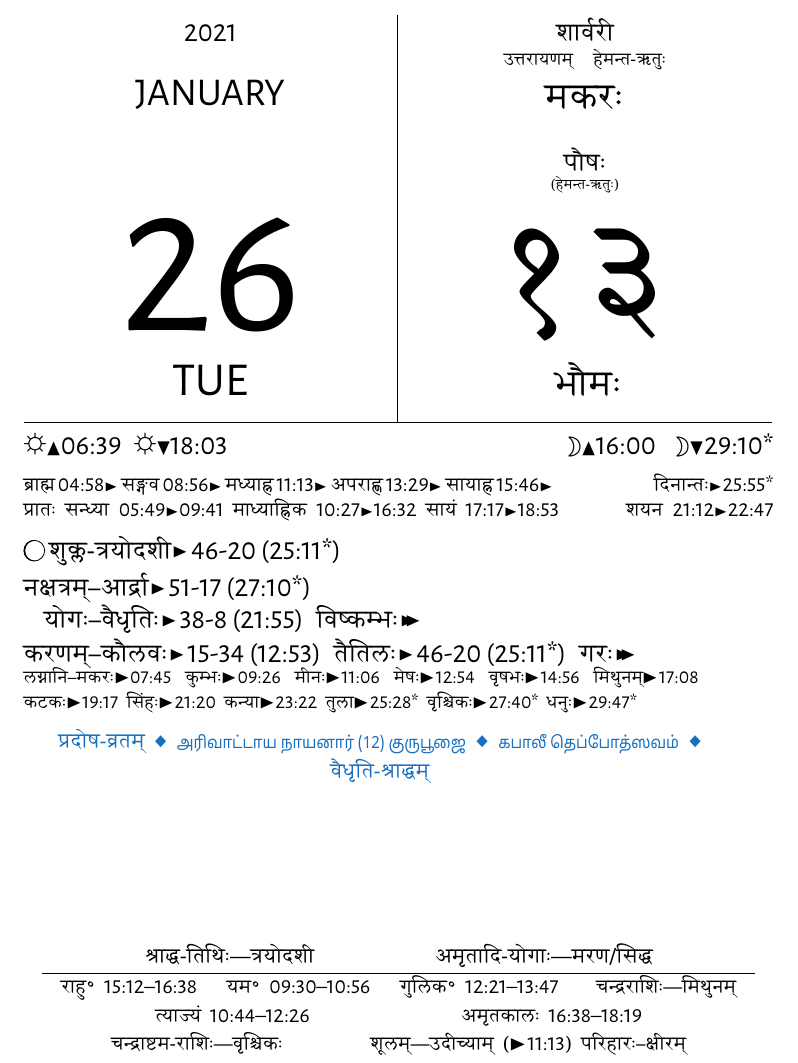 2021
JANUARY
26
TUE
शार्वरी
उत्तरायणम् हेमन्त-ऋतुः
मकरः
पौषः
(हेमन्त-ऋतुः)
१३
भौमः
☼▲06:39 ☼▼18:03 ☽▲16:00 ☽▼29:10*
ब्राह्म 04:58► सङ्गव 08:56► मध्याह्न 11:13► अपराह्ण 13:29► सायाह्न 15:46► दिनान्तः►25:55*
प्रातः सन्ध्या 05:49►09:41 माध्याह्निक 10:27►16:32 सायं 17:17►18:53 शयन 21:12►22:47
◯शुक्ल-त्रयोदशी►46-20 (25:11*)
नक्षत्रम्–आर्द्रा►51-17 (27:10*)
योगः–वैधृतिः►38-8 (21:55) विष्कम्भः►►
करणम्–कौलवः►15-34 (12:53) तैतिलः►46-20 (25:11*) गरः►►
लग्नानि–मकरः►07:45 कुम्भः►09:26 मीनः►11:06 मेषः►12:54 वृषभः►14:56 मिथुनम्►17:08
कटकः►19:17 सिंहः►21:20 कन्या►23:22 तुला►25:28* वृश्चिकः►27:40* धनुः►29:47*
प्रदोष-व्रतम् ◆ அரிவாட்டாய நாயனார் (12) குருபூஜை ◆ கபாலீ தெப்போத்ஸவம் ◆
वैधृति-श्राद्धम्
श्राद्ध-तिथिः—त्रयोदशी अमृतादि-योगाः—मरण/सिद्ध
राहु° 15:12–16:38 यम° 09:30–10:56 गुलिक° 12:21–13:47 चन्द्रराशिः—मिथुनम्
त्याज्यं 10:44–12:26 अमृतकालः 16:38–18:19
चन्द्राष्टम-राशिः—वृश्चिकः शूलम्—उदीच्याम् (►11:13) परिहारः–क्षीरम्